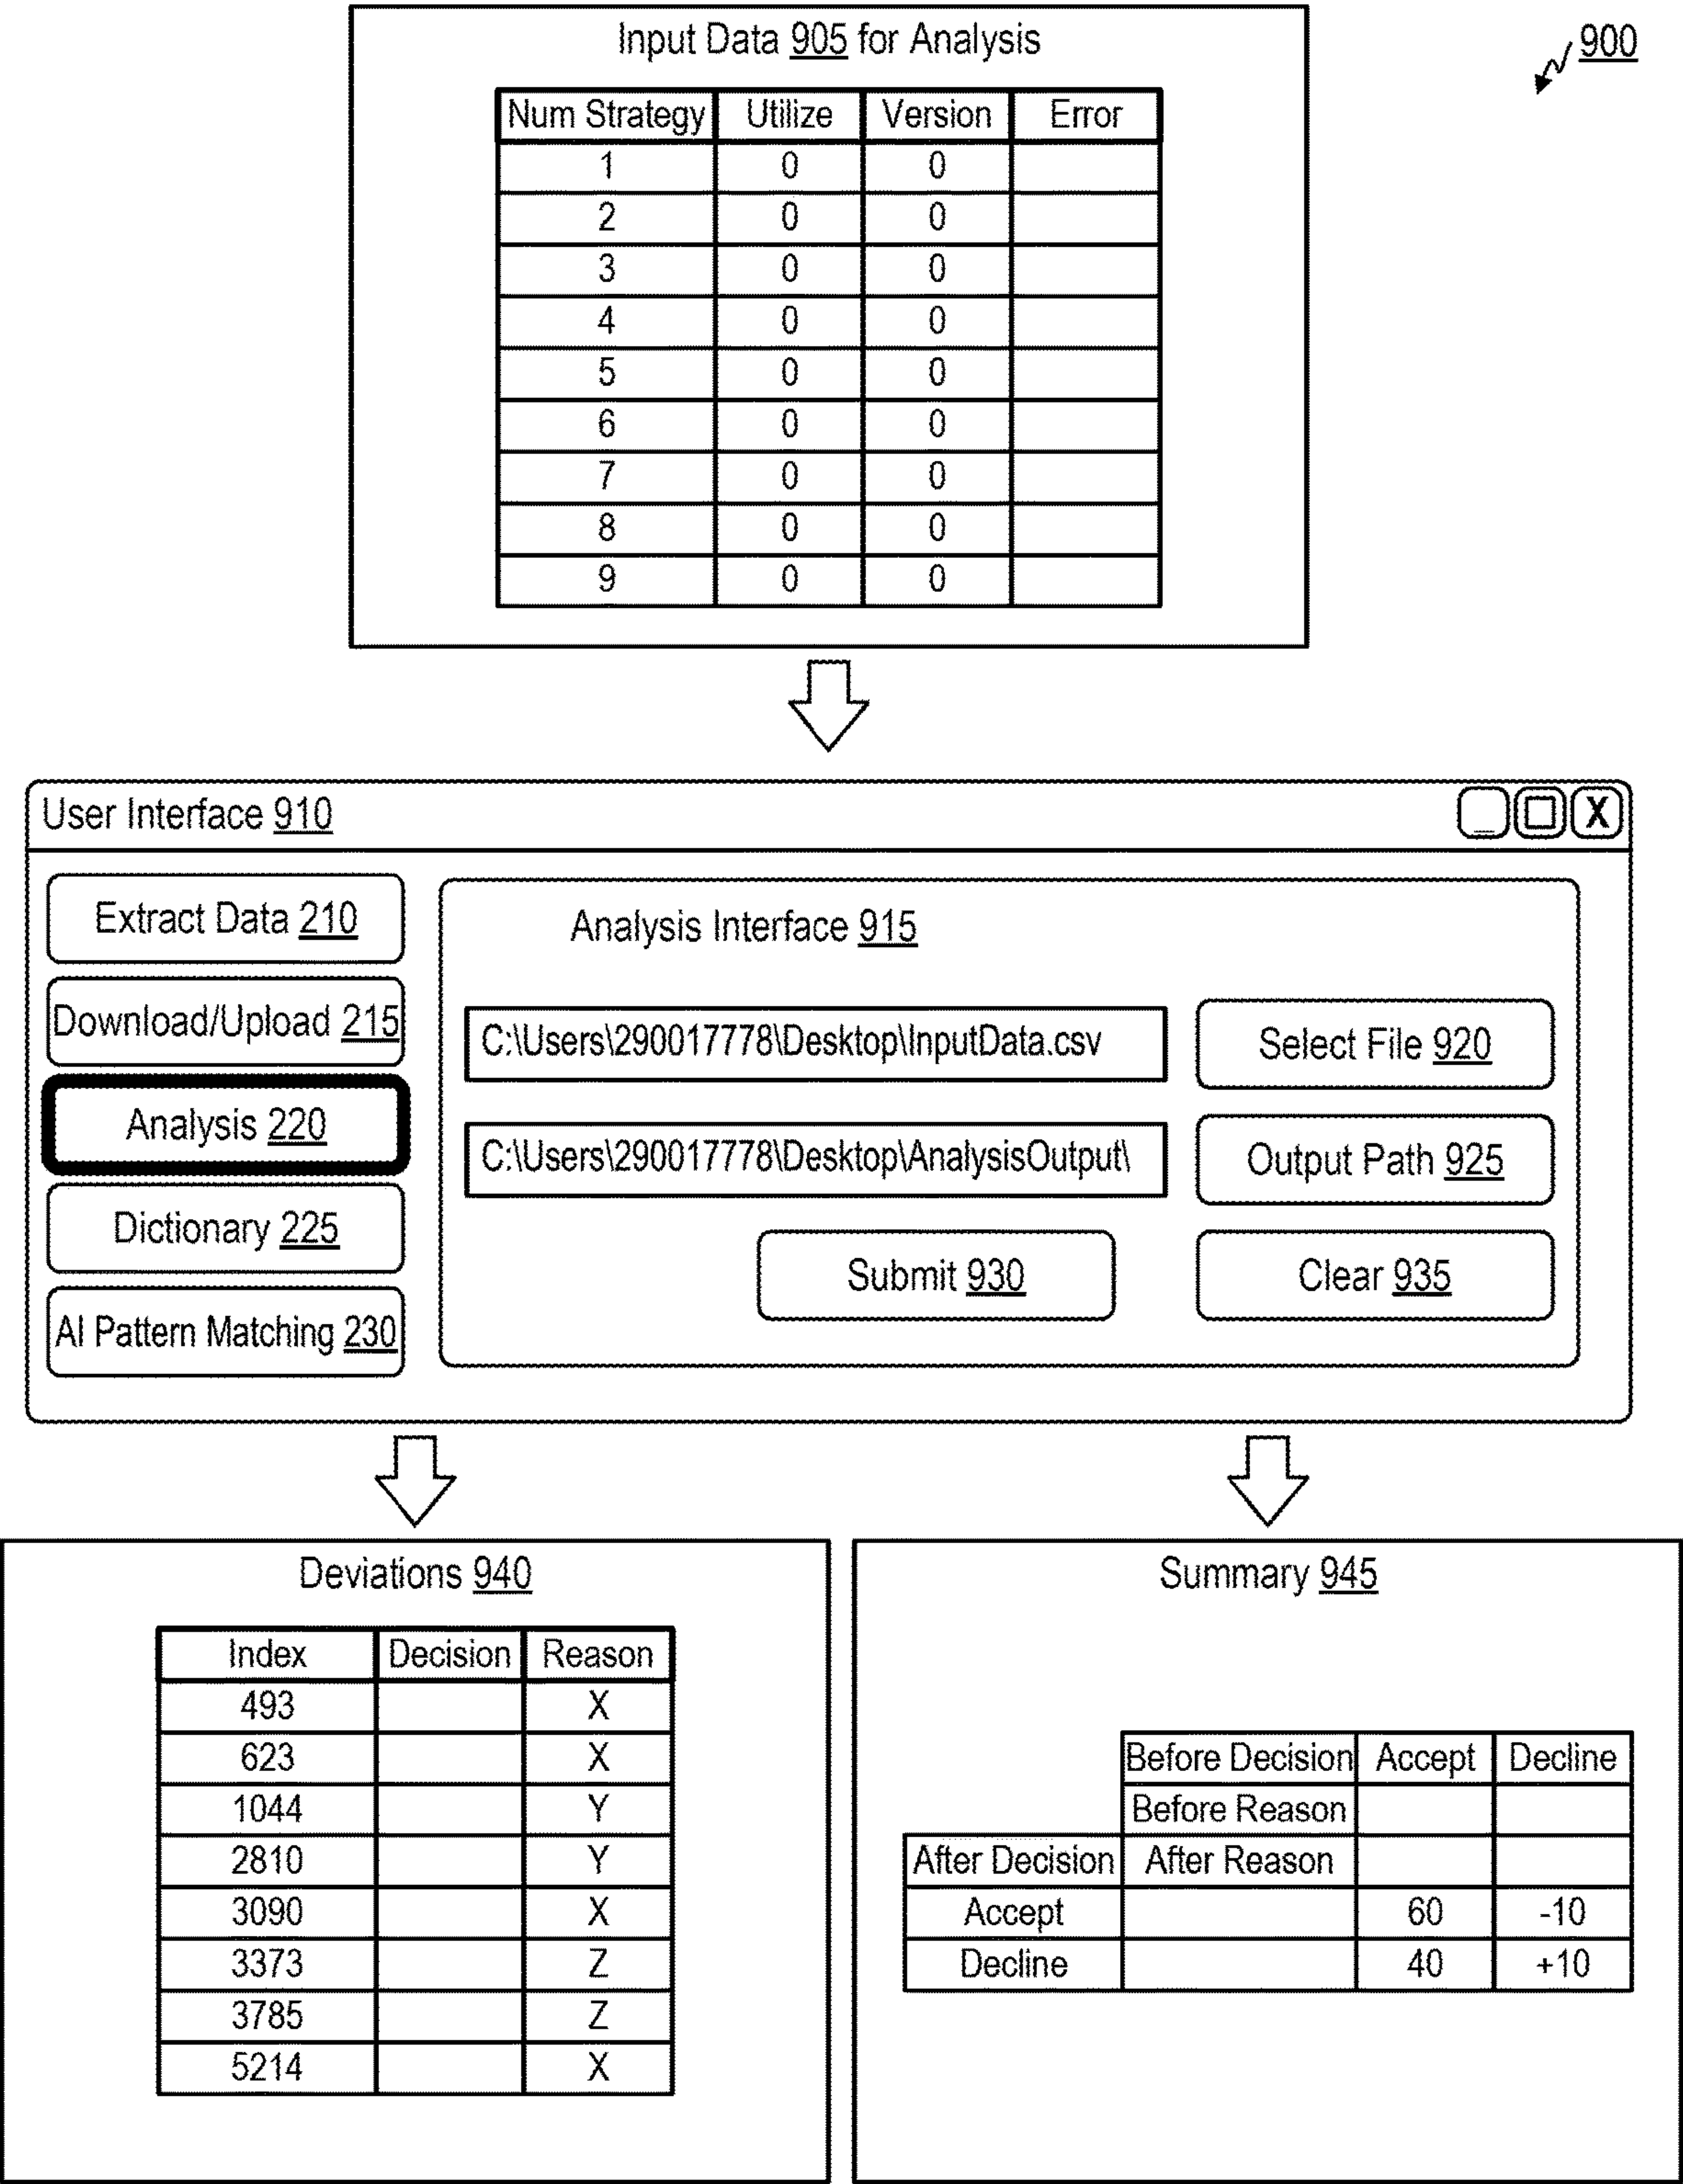 Input Data 905 for Analysis
900
Num Strategy Utilize Version Error
1 0 0
2 0 0
3 0 0
4 0 0
5 0 0
6 0 0
7 0 0
8 0 0
9 0 0
User Interface 910
_ X
Extract Data 210
Download/Upload 215
Analysis 220
Dictionary 225
AI Pattern Matching 230
Analysis Interface 915
C:\Users\290017778\Desktop\InputData.csv
Select File 920
C:\Users\290017778\Desktop\AnalysisOutput\
Output Path 925
Submit 930
Clear 935
Deviations 940
Index Decision Reason
493 X
623 X
1044 Y
2810 Y
3090 X
3373 Z
3785 Z
5214 X
Summary 945
Before Decision Accept Decline
Before Reason
After Decision After Reason
Accept 60 -10
Decline 40 +10